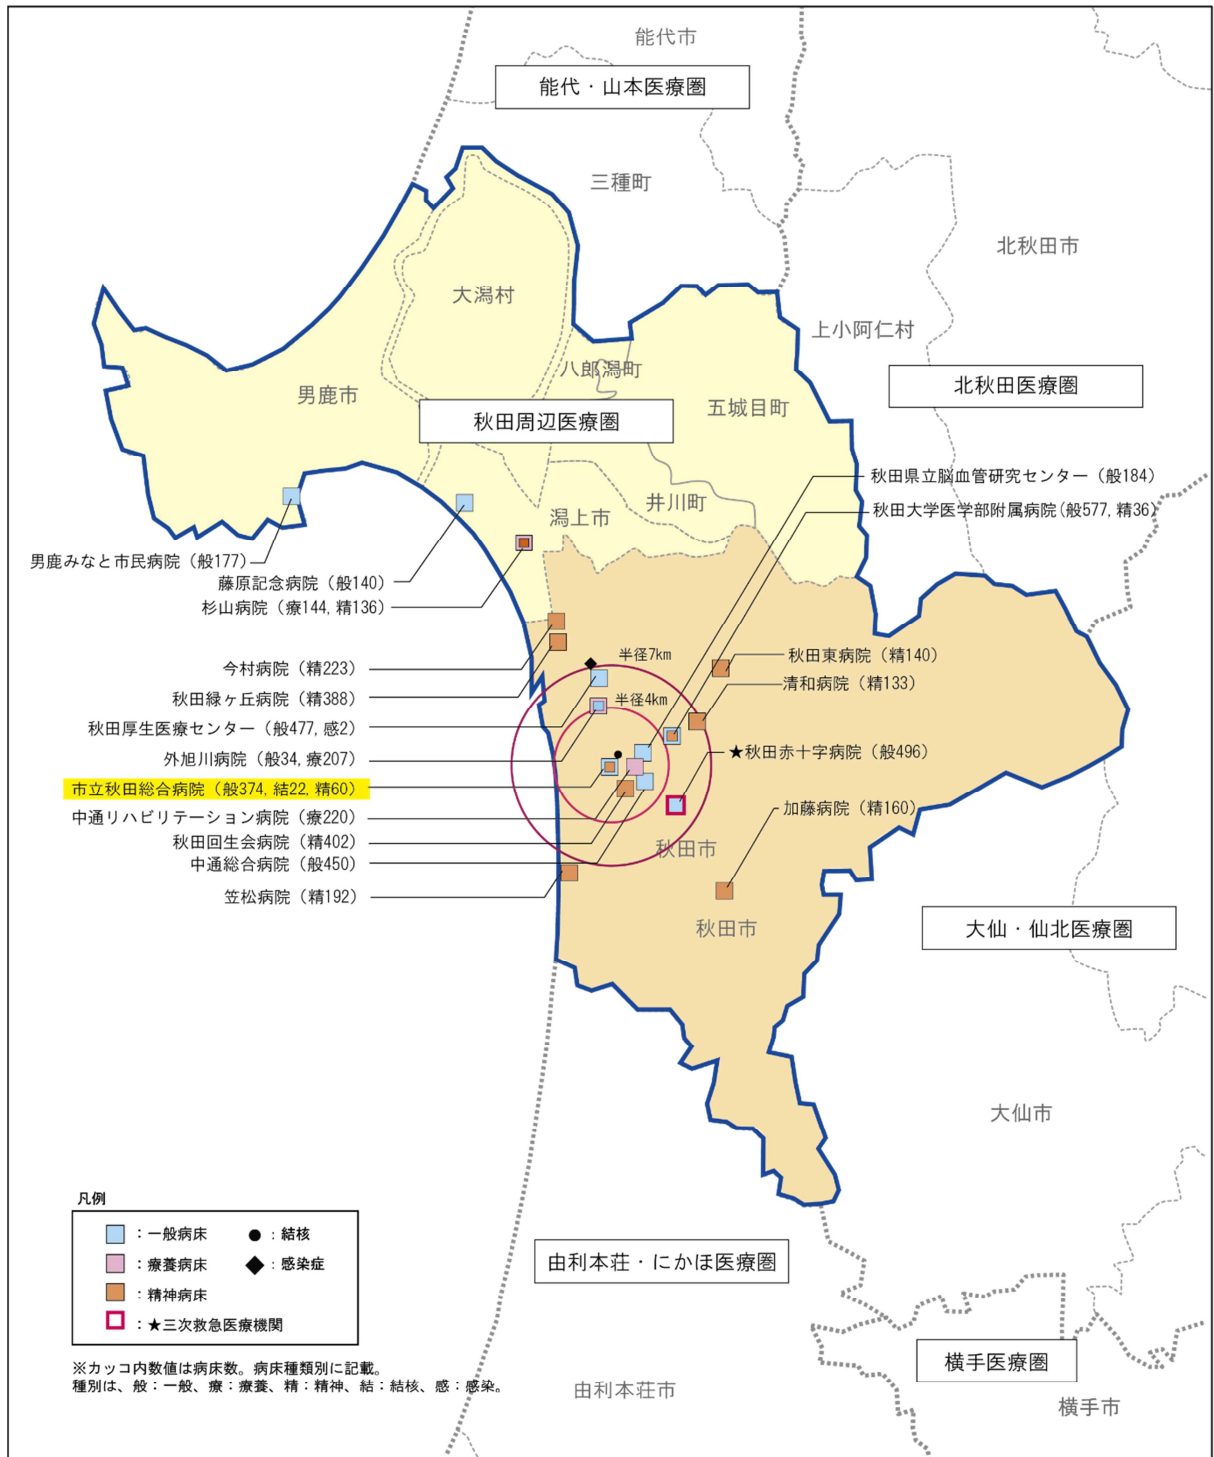 能代市
能代・山本医療圏
三種町
北秋田市
大潟村
上小阿仁村
八郎潟町
男鹿市
北秋田医療圏
五城目町
秋田周辺医療圏
秋田県立脳血管研究センター（般184）
井川町
秋田大学医学部附属病院（般577, 精36）
潟上市
男鹿みなと市民病院（般177）
藤原記念病院（般140）
杉山病院（療144, 精136）
半径7km
秋田東病院（精140）
今村病院（精223）
清和病院（精133）
秋田緑ヶ丘病院（精388）
半径4km
秋田厚生医療センター（般477, 感2）
★秋田赤十字病院（般496）
外旭川病院（般34, 療207）
市立秋田総合病院（般374, 結22, 精60）
加藤病院（精160）
中通リハビリテーション病院（療220）
秋田回生会病院（精402）
秋田市
中通総合病院（般450）
笠松病院（精192）
秋田市
大仙・仙北医療圏
大仙市
凡例
：一般病床
：結核
：療養病床
：感染症
：精神病床
：★三次救急医療機関
由利本荘・にかほ医療圏
横手医療圏
※カッコ内数値は病床数。病床種類別に記載。
種別は、般：一般、療：療養、精：精神、結：結核、感：感染。
由利本荘市
横手市